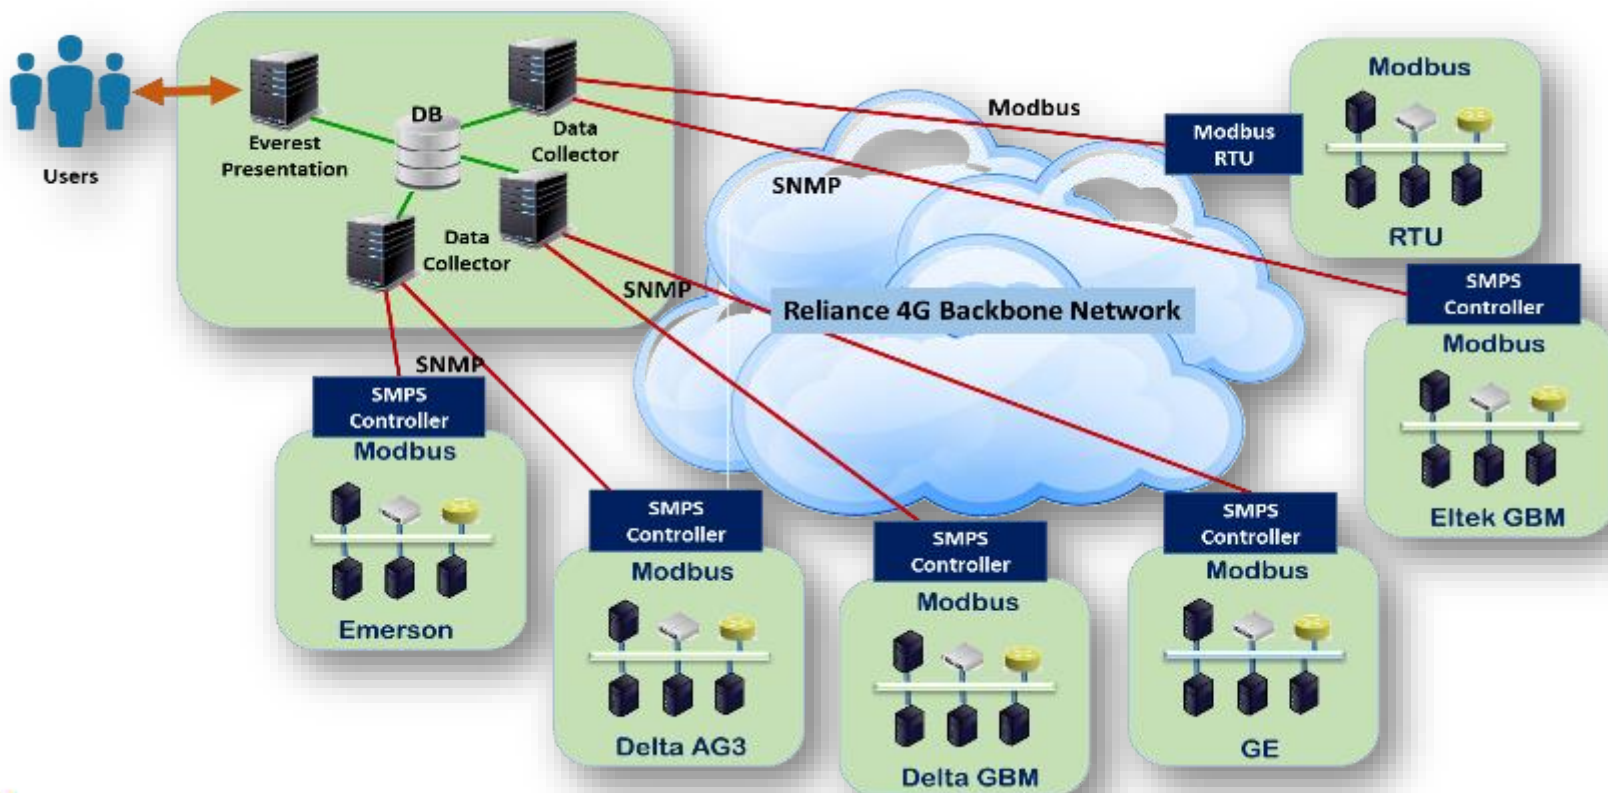 Users
Everest
Presentation
DB
Data
Collector
Data
Collector
Modbus
SNMP
SNMP
SNMP
Reliance 4G Backbone Network
Modbus
Modbus
RTU
RTU
SMPS
Controller
Modbus
Eltek GBM
SMPS
Controller
Modbus
Emerson
SMPS
Controller
Modbus
Delta AG3
SMPS
Controller
Modbus
Delta GBM
SMPS
Controller
Modbus
GE